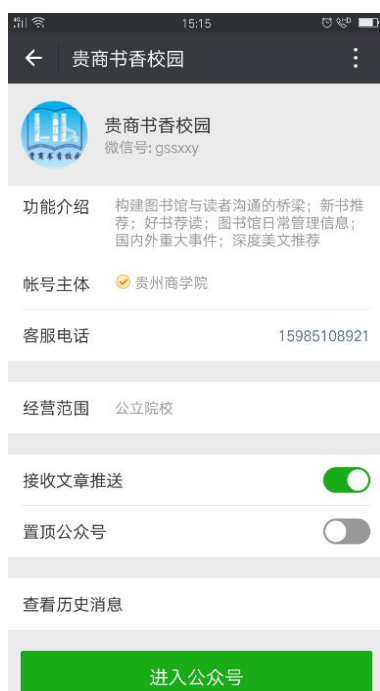 15:15
贵商书香校园
贵商书香校园
微信号: gssxxy
功能介绍
构建图书馆与读者沟通的桥梁；新书推
荐；好书荐读；图书馆日常管理信息；
国内外重大事件；深度美文推荐
帐号主体
贵州商学院
客服电话
15985108921
经营范围
公立院校
接收文章推送
置顶公众号
查看历史消息
进入公众号